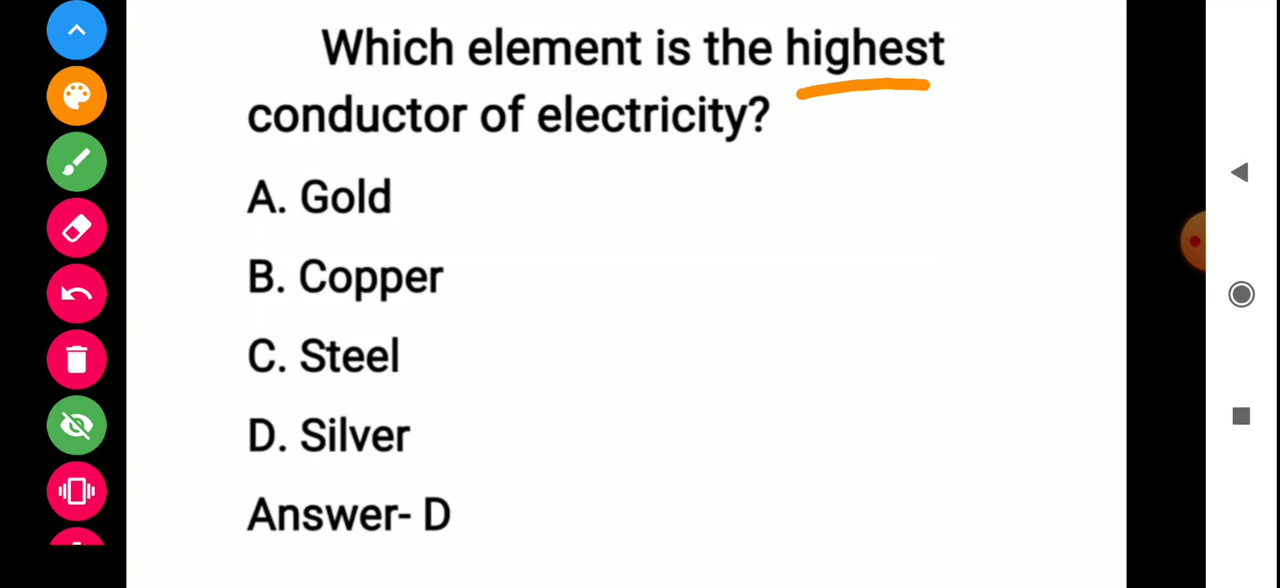 Which element is the highest
conductor of electricity?
A. Gold
B. Copper
C. Steel
D. Silver
Answer- D